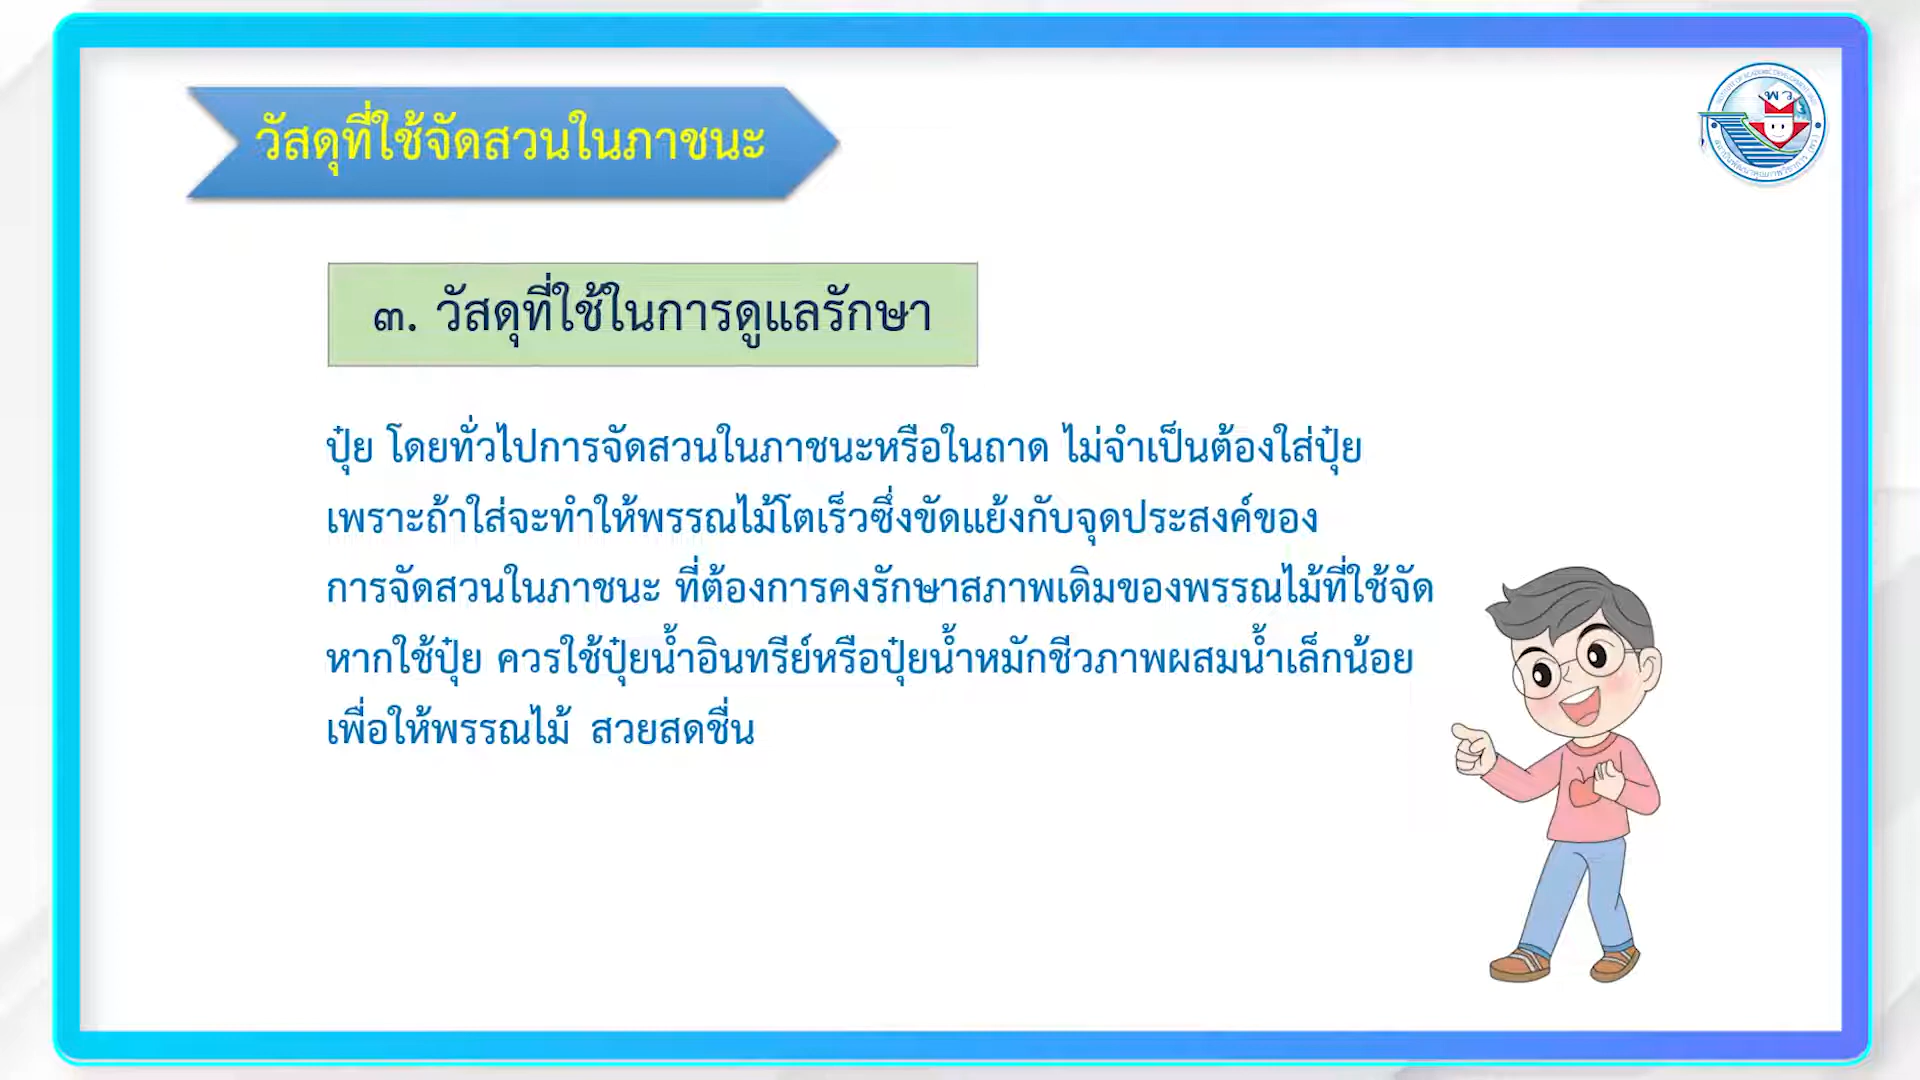 วัสดุที่ใช้จัดสวนในภาชนะ
พว
๓. วัสดุที่ใช้ในการดูแลรักษา
ปุ๋ย โดยทั่วไปการจัดสวนในภาชนะหรือในถาด ไม่จำเป็นต้องใส่ปุ๋ย
เพราะถ้าใส่จะทำให้พรรณไม้โตเร็วซึ่งขัดแย้งกับจุดประสงค์ของ
การจัดสวนในภาชนะ ที่ต้องการคงรักษาสภาพเดิมของพรรณไม้ที่ใช้จัด
หากใช้ปุ๋ย ควรใช้ปุ๋ยน้ำอินทรีย์หรือปุ๋ยน้ำหมักชีวภาพผสมน้ำเล็กน้อย
เพื่อให้พรรณไม้ สวยสดชื่น